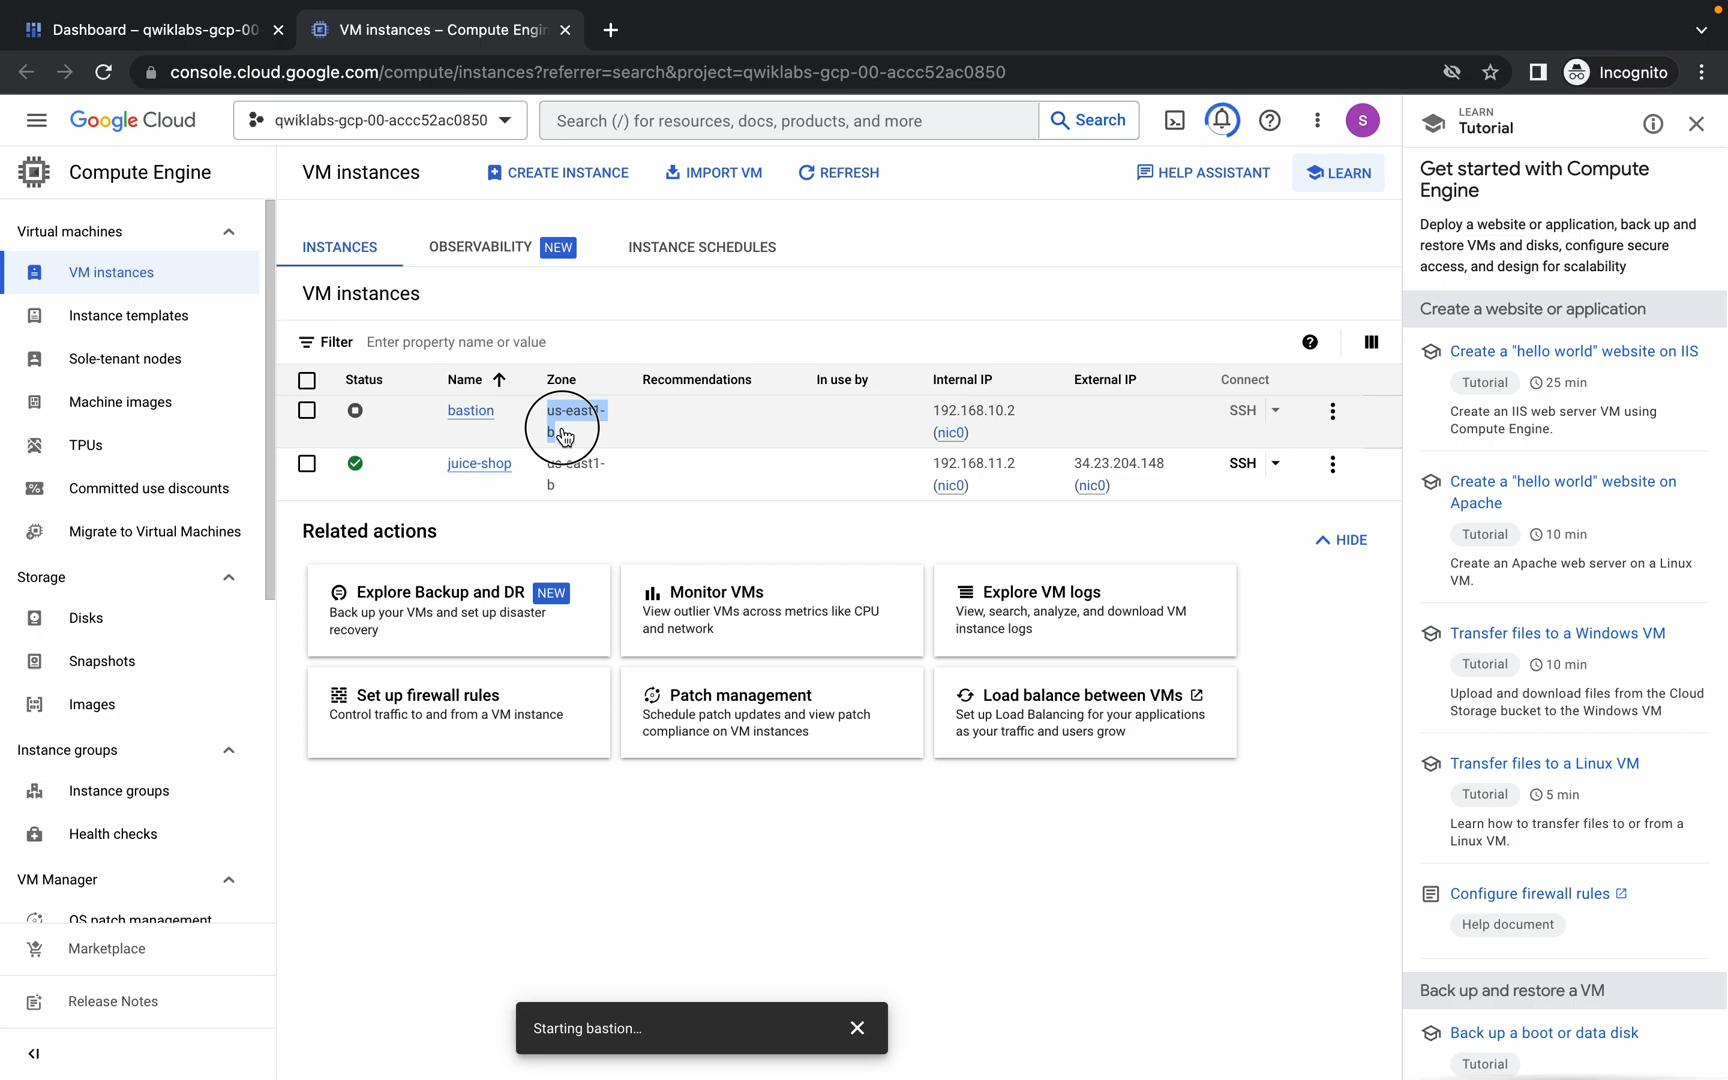 Dashboard – qwiklabs-gcp-00-
VM instances – Compute Engin
console.cloud.google.com/compute/instances?referrer=search&project=qwiklabs-gcp-00-accc52ac0850
Incognito
Google Cloud
qwiklabs-gcp-00-accc52ac0850
Search (/) for resources, docs, products, and more
Search
S
LEARN
Tutorial
Compute Engine
VM instances
CREATE INSTANCE
IMPORT VM
REFRESH
HELP ASSISTANT
LEARN
Virtual machines
VM instances
Instance templates
Sole-tenant nodes
Machine images
TPUs
Committed use discounts
Migrate to Virtual Machines
Storage
Disks
Snapshots
Images
Instance groups
Instance groups
Health checks
VM Manager
OS patch management
Marketplace
Release Notes
INSTANCES
OBSERVABILITY NEW
INSTANCE SCHEDULES
VM instances
Filter Enter property name or value
Status Name Zone Recommendations In use by Internal IP External IP Connect
bastion us-east1- 192.168.10.2 SSH
b (nic0)
juice-shop us-east1- 192.168.11.2 34.23.204.148 SSH
b (nic0) (nic0)
Related actions
HIDE
Explore Backup and DR NEW
Back up your VMs and set up disaster
recovery
Monitor VMs
View outlier VMs across metrics like CPU
and network
Explore VM logs
View, search, analyze, and download VM
instance logs
Set up firewall rules
Control traffic to and from a VM instance
Patch management
Schedule patch updates and view patch
compliance on VM instances
Load balance between VMs
Set up Load Balancing for your applications
as your traffic and users grow
Starting bastion...
Get started with Compute
Engine
Deploy a website or application, back up and
restore VMs and disks, configure secure
access, and design for scalability
Create a website or application
Create a "hello world" website on IIS
Tutorial 25 min
Create an IIS web server VM using
Compute Engine.
Create a "hello world" website on
Apache
Tutorial 10 min
Create an Apache web server on a Linux
VM.
Transfer files to a Windows VM
Tutorial 10 min
Upload and download files from the Cloud
Storage bucket to the Windows VM
Transfer files to a Linux VM
Tutorial 5 min
Learn how to transfer files to or from a
Linux VM.
Configure firewall rules
Help document
Back up and restore a VM
Back up a boot or data disk
Tutorial